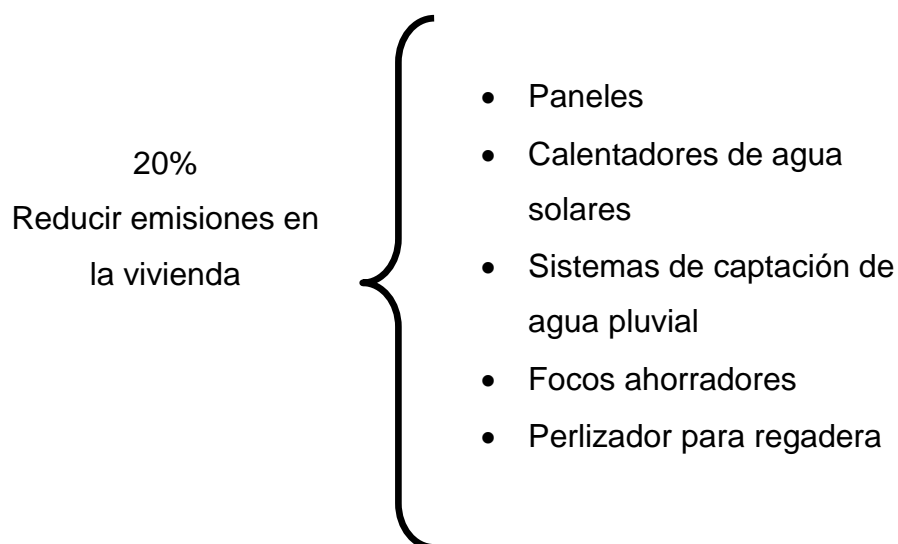 20%
Reducir emisiones en
la vivienda
• Paneles
• Calentadores de agua
solares
• Sistemas de captación de
agua pluvial
• Focos ahorradores
• Perlizador para regadera